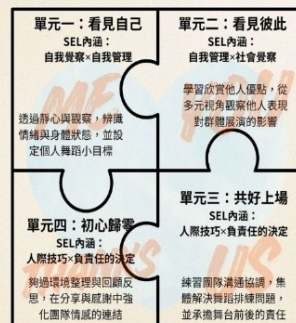 單元一：看見自己
SEL內涵：
自我覺察×自我管理
透過靜心與觀察，辨識
情緒與身體狀態，並設
定個人舞蹈小目標
單元二：看見彼此
SEL內涵：
自我管理×社會覺察
學習欣賞他人優點，從
多元視角觀察他人表現
對群體展演的影響
單元四：初心歸零
SEL內涵：
人際技巧×負責任的決定
夠過環境整理與回顧反
思，在分享與感謝中強
化團隊情感的連結
單元三：共好上場
SEL內涵：
人際技巧×負責任的決定
練習團隊溝通協調，集
體解決舞蹈排練問題，
並承擔舞台前後的責任
ME
YOU
THANKS
US